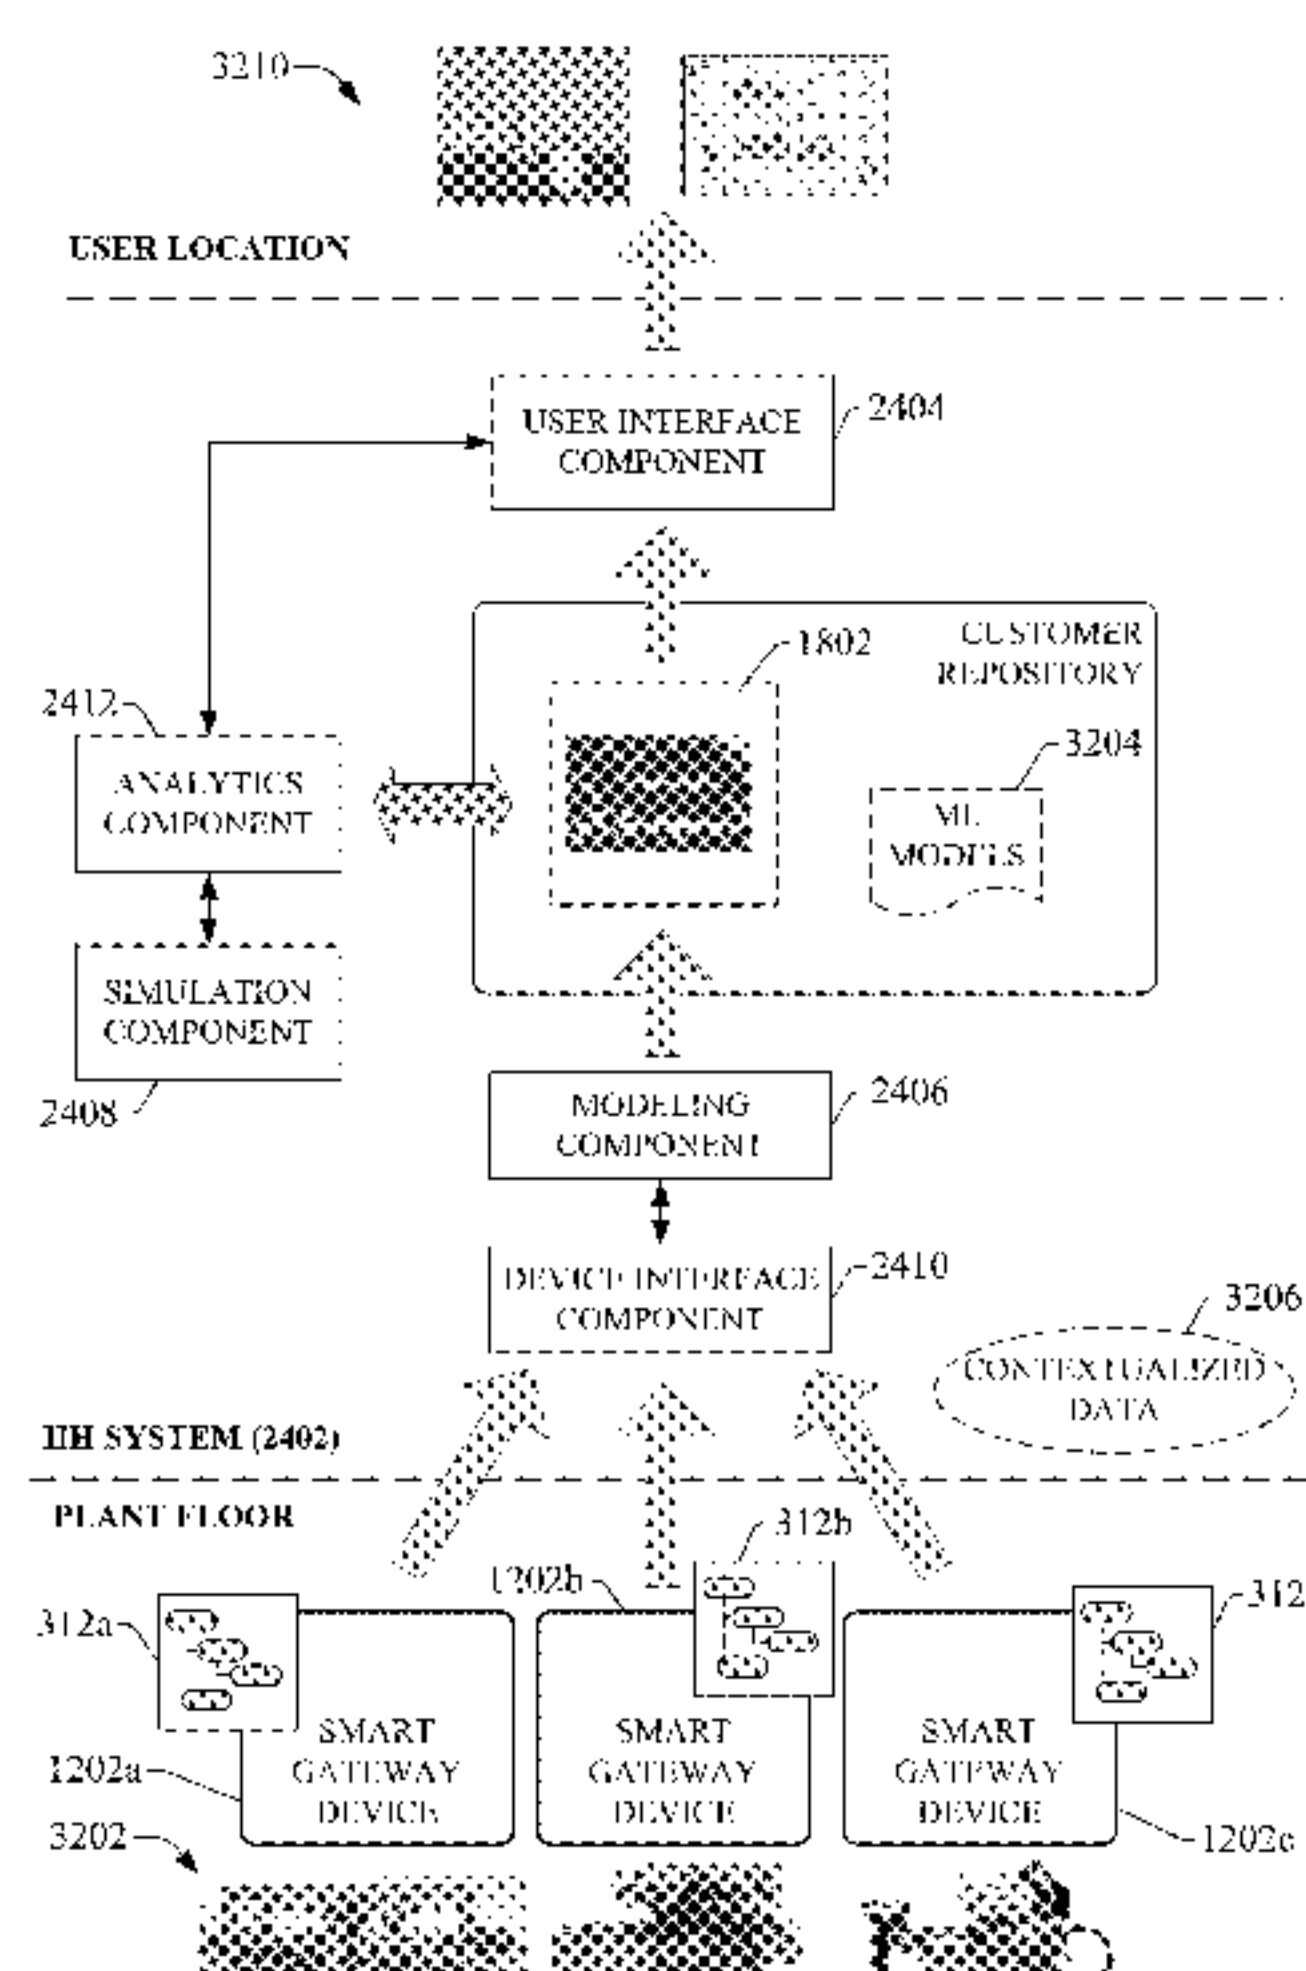 3210
USER LOCATION
USER INTERFACE
COMPONENT
2404
1802
CUSTOMER
REPOSITORY
2412
3204
ANALYTICS
COMPONENT
ML
MODELS
SIMULATION
COMPONENT
2408
MODELING
COMPONENT
2406
DEVICE INTERFACE
COMPONENT
2410
3206
CONTEXTUALIZED
DATA
IIH SYSTEM (2402)
PLANT FLOOR
312b
1202b
312a
312
SMART
GATEWAY
DEVICE
SMART
GATEWAY
DEVICE
SMART
GATEWAY
DEVICE
1202a
3202
1202c